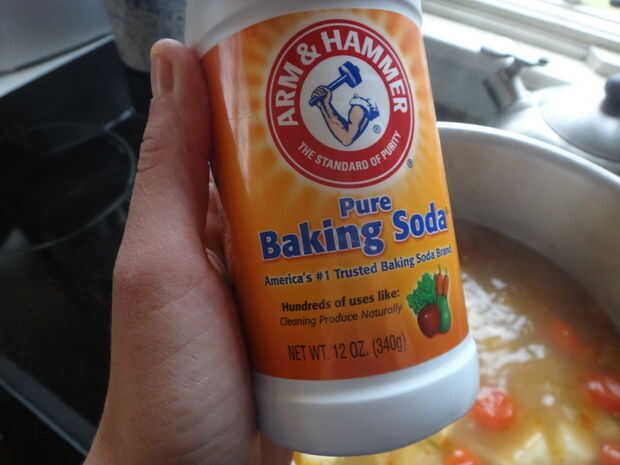 ARM & HAMMER
THE STANDARD OF PURITY
Pure
Baking Soda
America's #1 Trusted Baking Soda Brand
Hundreds of uses like:
Cleaning Produce Naturally
NET WT. 12 OZ. (340g)